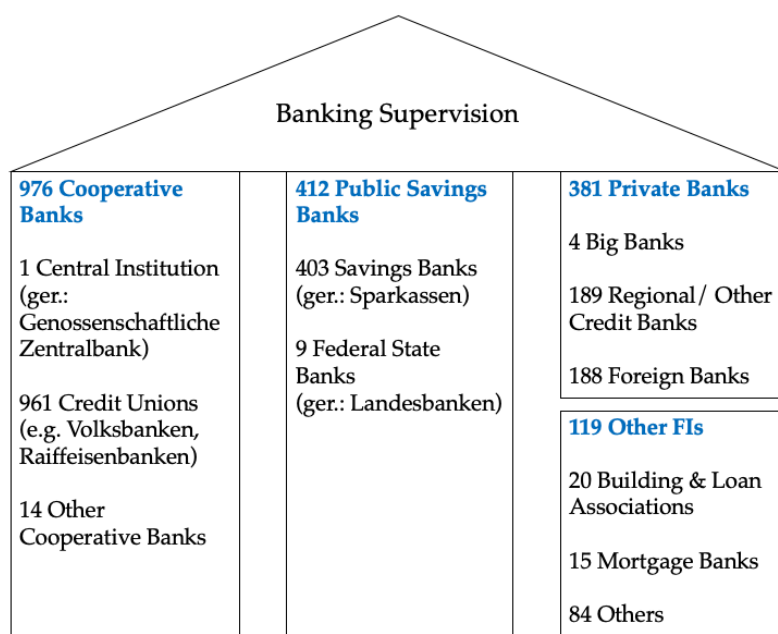 Banking Supervision
976 Cooperative
Banks
1 Central Institution
(ger.:
Genossenschaftliche
Zentralbank)
961 Credit Unions
(e.g. Volksbanken,
Raiffeisenbanken)
14 Other
Cooperative Banks
412 Public Savings
Banks
403 Savings Banks
(ger.: Sparkassen)
9 Federal State
Banks
(ger.: Landesbanken)
381 Private Banks
4 Big Banks
189 Regional/ Other
Credit Banks
188 Foreign Banks
119 Other FIs
20 Building & Loan
Associations
15 Mortgage Banks
84 Others